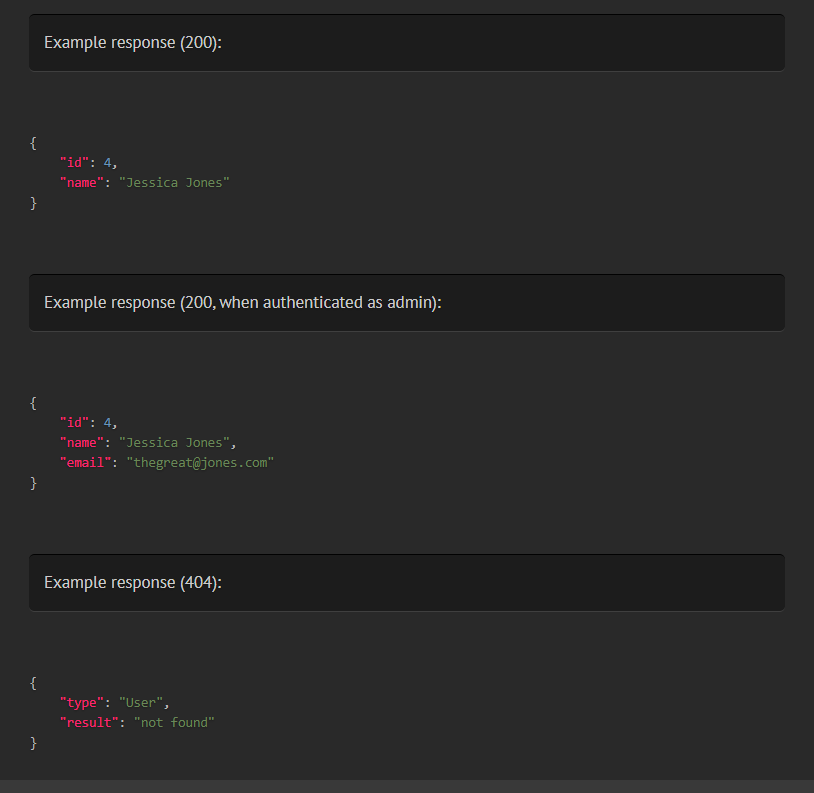 Example response (200):
{
    "id": 4,
    "name": "Jessica Jones"
}
Example response (200, when authenticated as admin):
{
    "id": 4,
    "name": "Jessica Jones",
    "email": "thegreat@jones.com"
}
Example response (404):
{
    "type": "User",
    "result": "not found"
}